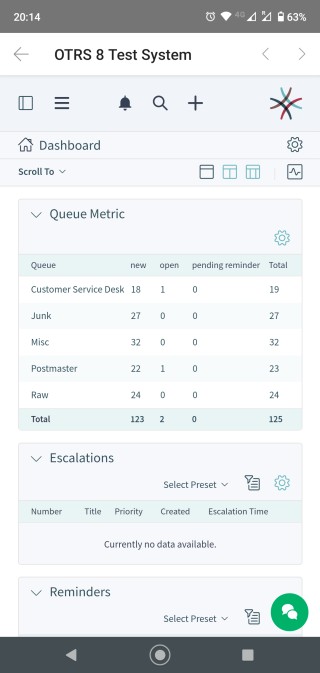 20:14 4G 63%
OTRS 8 Test System
Dashboard
Scroll To
Queue Metric
Queue new open pending reminder Total
Customer Service Desk 18 1 0 19
Junk 27 0 0 27
Misc 32 0 0 32
Postmaster 22 1 0 23
Raw 24 0 0 24
Total 123 2 0 125
Escalations
Select Preset
Number Title Priority Created Escalation Time
Currently no data available.
Reminders
Select Preset